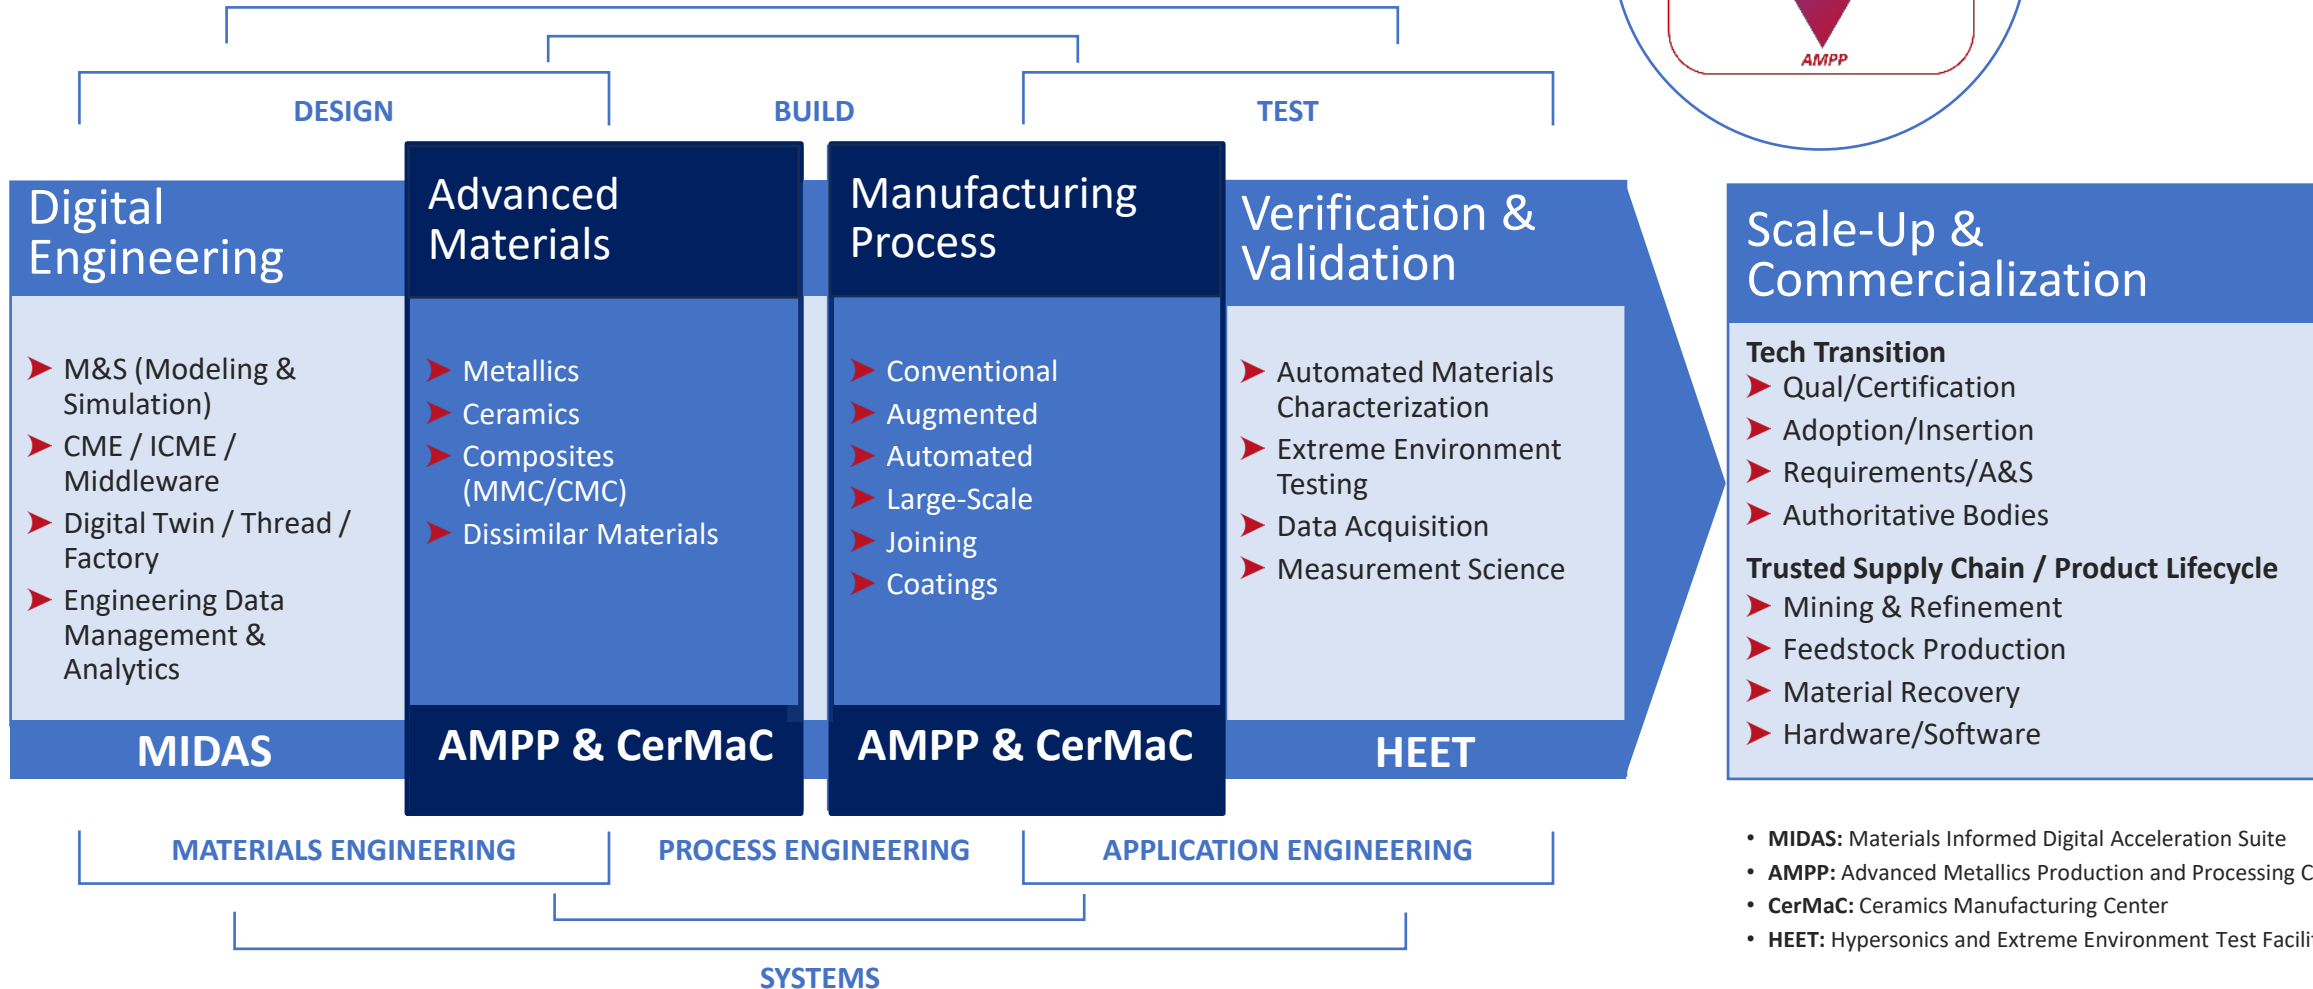 AMPP
DESIGN
BUILD
TEST
Digital
Engineering
➤ M&S (Modeling &
Simulation)
➤ CME / ICME /
Middleware
➤ Digital Twin / Thread /
Factory
➤ Engineering Data
Management &
Analytics
MIDAS
Advanced
Materials
➤ Metallics
➤ Ceramics
➤ Composites
(MMC/CMC)
➤ Dissimilar Materials
AMPP & CerMaC
Manufacturing
Process
➤ Conventional
➤ Augmented
➤ Automated
➤ Large-Scale
➤ Joining
➤ Coatings
AMPP & CerMaC
Verification &
Validation
➤ Automated Materials
Characterization
➤ Extreme Environment
Testing
➤ Data Acquisition
➤ Measurement Science
HEET
Scale-Up &
Commercialization
Tech Transition
➤ Qual/Certification
➤ Adoption/Insertion
➤ Requirements/A&S
➤ Authoritative Bodies
Trusted Supply Chain / Product Lifecycle
➤ Mining & Refinement
➤ Feedstock Production
➤ Material Recovery
➤ Hardware/Software
MATERIALS ENGINEERING
PROCESS ENGINEERING
APPLICATION ENGINEERING
SYSTEMS
• MIDAS: Materials Informed Digital Acceleration Suite
• AMPP: Advanced Metallics Production and Processing
• CerMaC: Ceramics Manufacturing Center
• HEET: Hypersonics and Extreme Environment Test